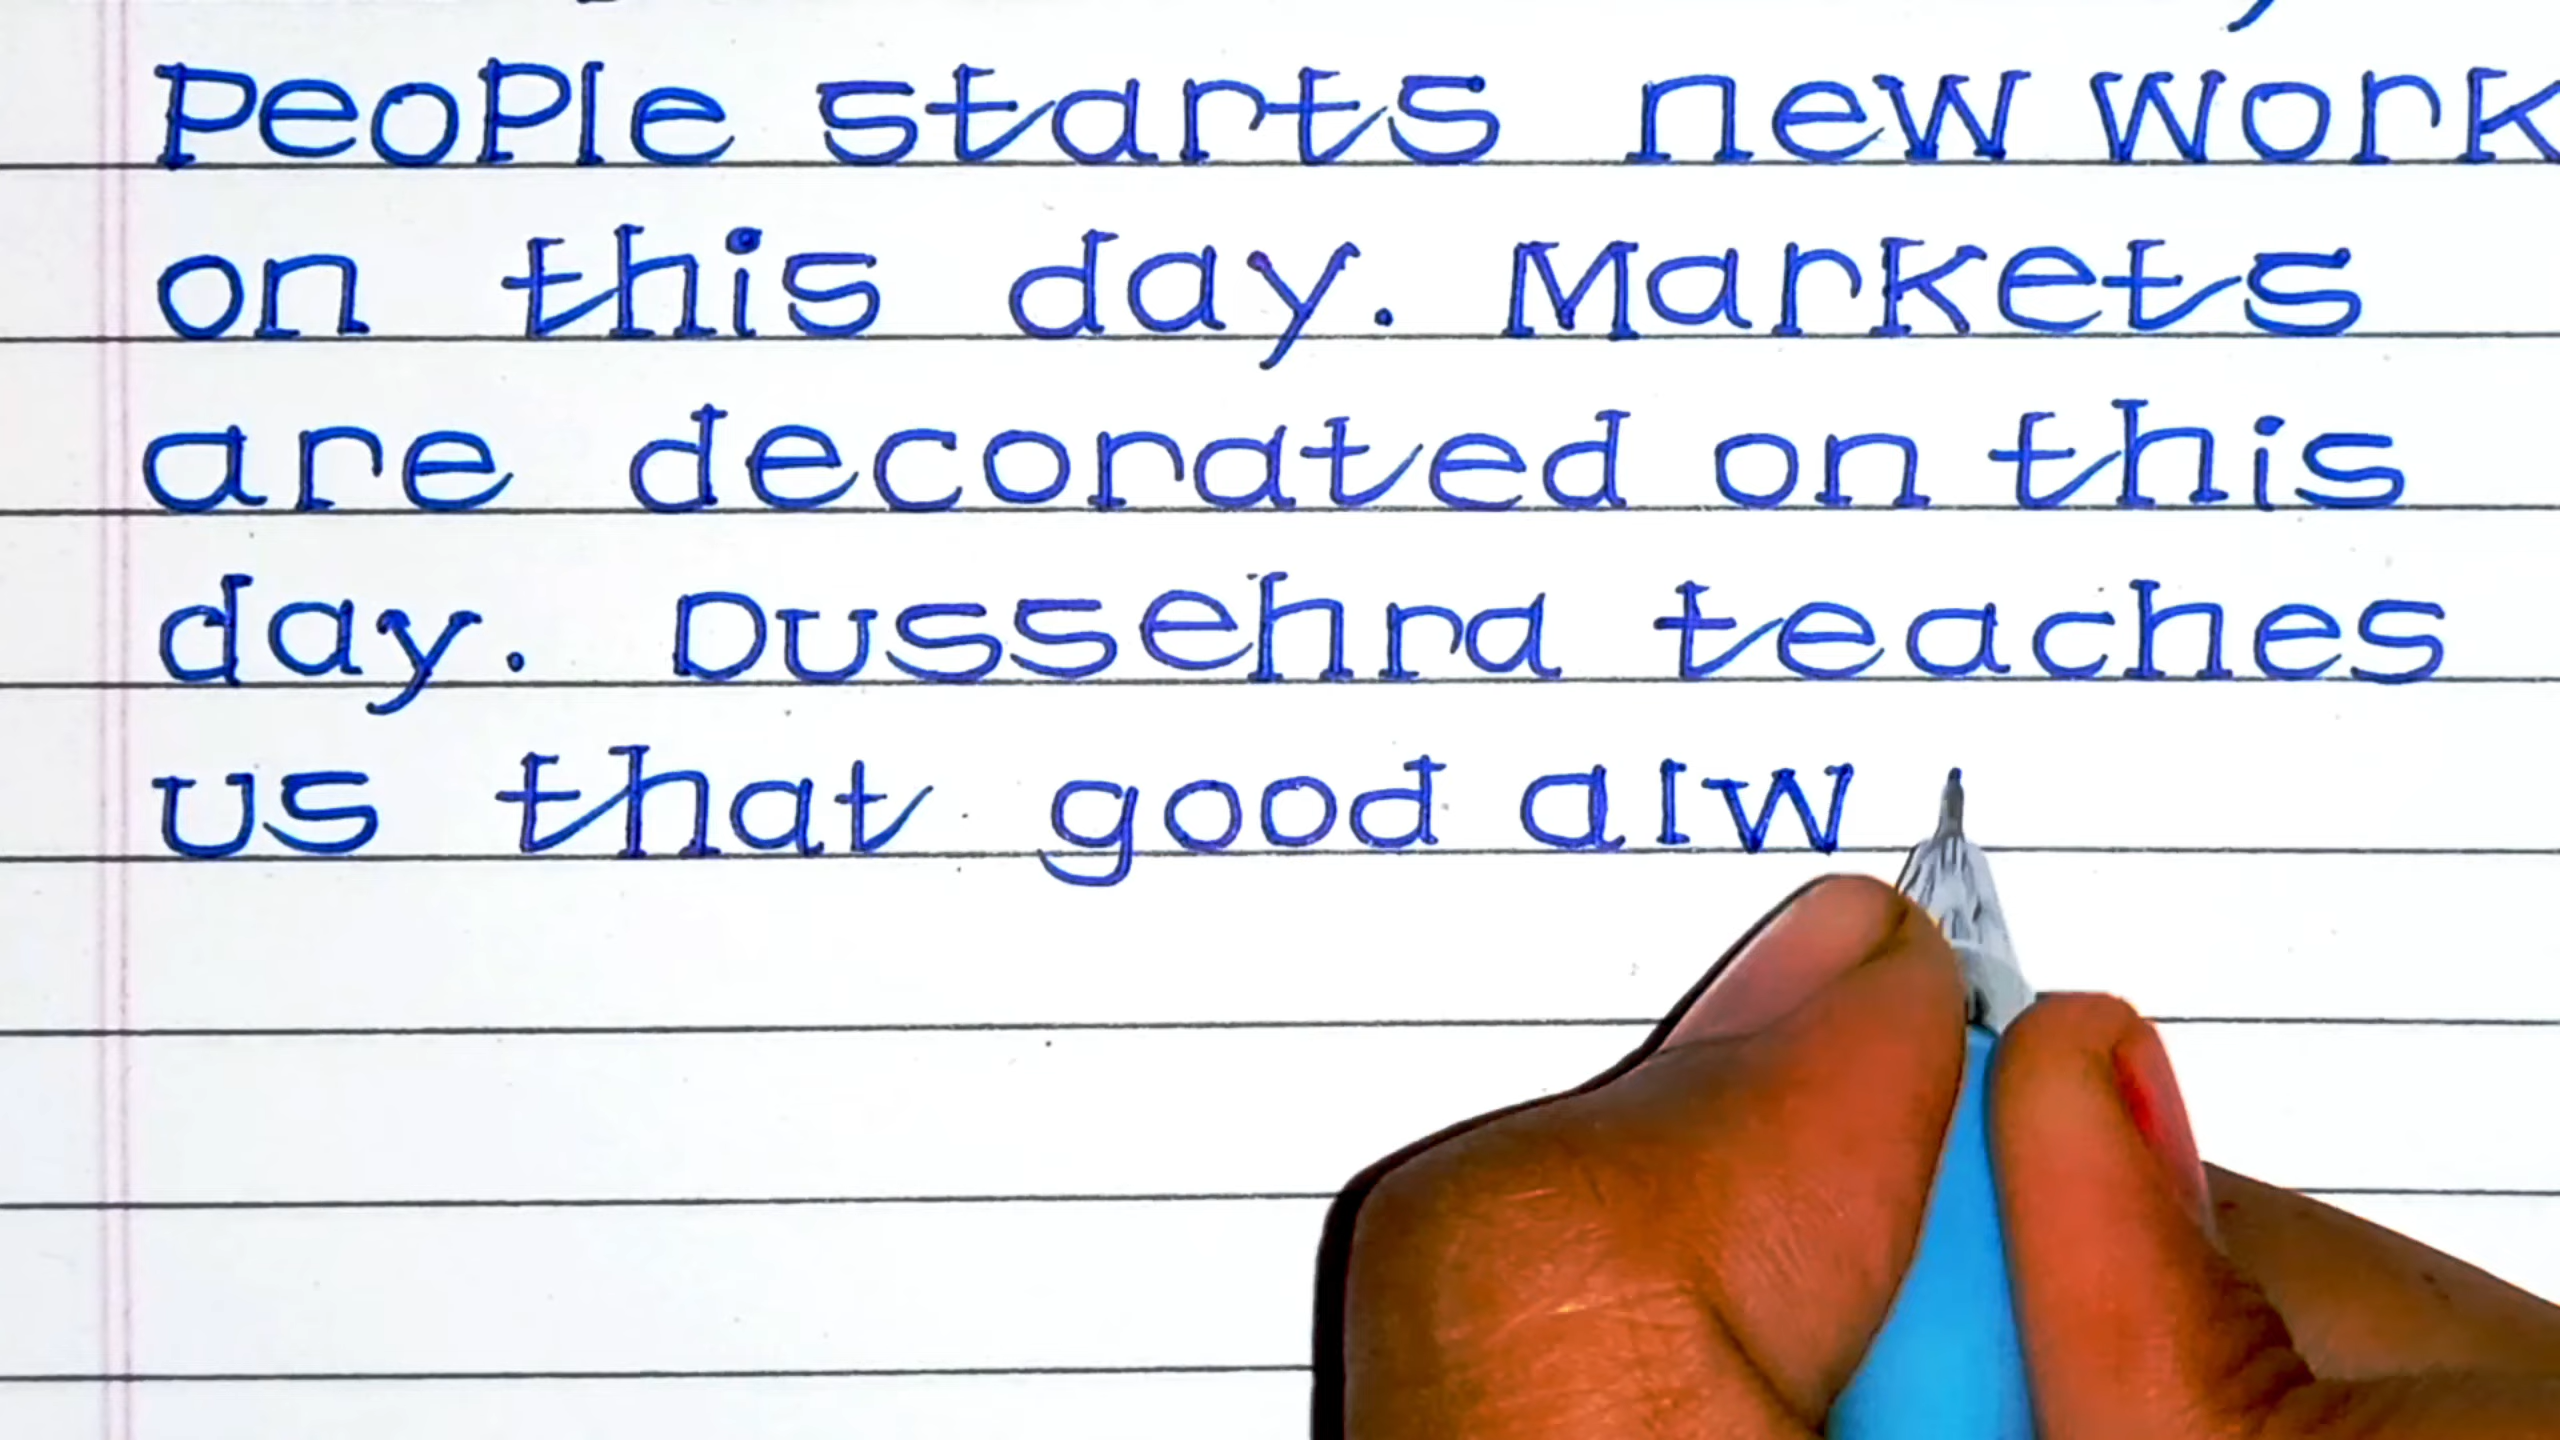 People starts new work
on this day. Markets
are decorated on this
day. Dussehra teaches
us that good alw